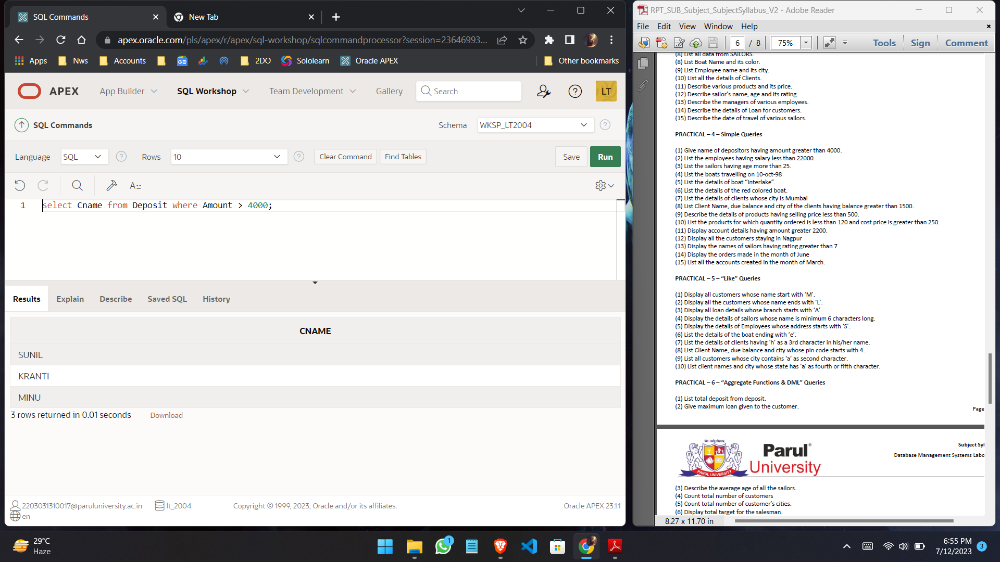 SQL Commands
New Tab
apex.oracle.com/pls/apex/r/apex/sql-workshop/sqlcommandprocessor?session=23646993...
Apps
Nws
Accounts
2DO
Sololearn
Oracle APEX
Other bookmarks
APEX
App Builder
SQL Workshop
Team Development
Gallery
Search
LT
SQL Commands
Schema
WKSP_LT2004
Language
SQL
Rows
10
Clear Command
Find Tables
Save
Run
1 select Cname from Deposit where Amount > 4000;
Results
Explain
Describe
Saved SQL
History
CNAME
SUNIL
KRANTI
MINU
3 rows returned in 0.01 seconds
Download
2203031310017@paruluniversity.ac.in
lt_2004
Copyright © 1999, 2023, Oracle and/or its affiliates.
Oracle APEX 23.1.1
en
RPT_SUB_Subject_SubjectSyllabus_V2 - Adobe Reader
File Edit View Window Help
6 / 8
75%
Tools
Sign
Comment
(8) List all data from SAILORS.
(8) List Boat Name and its color.
(9) List Employee name and its city.
(10) List all the details of Clients.
(11) Describe various products and its price.
(12) Describe sailor's name, age and its rating.
(13) Describe the managers of various employees.
(14) Describe the details of Loan for customers.
(15) Describe the date of travel of various sailors.
PRACTICAL – 4 – Simple Queries
(1) Give name of depositors having amount greater than 4000.
(2) List the employees having salary less than 22000.
(3) List the sailors having age more than 25.
(4) List the boats travelling on 10-oct-98
(5) List the details of boat “Interlake”.
(6) List the details of the red colored boat.
(7) List the details of clients whose city is Mumbai
(8) List Client Name, due balance and city of the clients having balance greater than 1500.
(9) Describe the details of products having selling price less than 500.
(10) List the products for which quantity ordered is less than 120 and cost price is greater than 250.
(11) Display account details having amount greater 2200.
(12) Display all the customers staying in Nagpur
(13) Display the names of sailors having rating greater than 7
(14) Display the orders made in the month of June
(15) List all the accounts created in the month of March.
PRACTICAL – 5 – “Like” Queries
(1) Display all customers whose name start with ‘M’.
(2) Display all the customers whose name ends with ‘L’.
(3) Display all loan details whose branch starts with ‘A’.
(4) Display the details of sailors whose name is minimum 6 characters long.
(5) Display the details of Employees whose address starts with ‘S’.
(6) List the details of the boat ending with ‘e’.
(7) List the details of clients having ‘h’ as a 3rd character in his/her name.
(8) List Client Name, due balance and city whose pin code starts with 4.
(9) List all customers whose city contains ‘a’ as second character.
(10) List client names and city whose state has ‘a’ as fourth or fifth character.
PRACTICAL – 6 – “Aggregate Functions & DML” Queries
(1) List total deposit from deposit.
(2) Give maximum loan given to the customer.
Page
PARUL UNIVERSITY
Parul®
University
Subject Syl
Database Management Systems Labo
(3) Describe the average age of all the sailors.
(4) Count total number of customers
(5) Count total number of customer's cities.
(6) Display total target for the salesman.
8.27 x 11.70 in
29°C
Haze
1
6:55 PM
7/12/2023
3